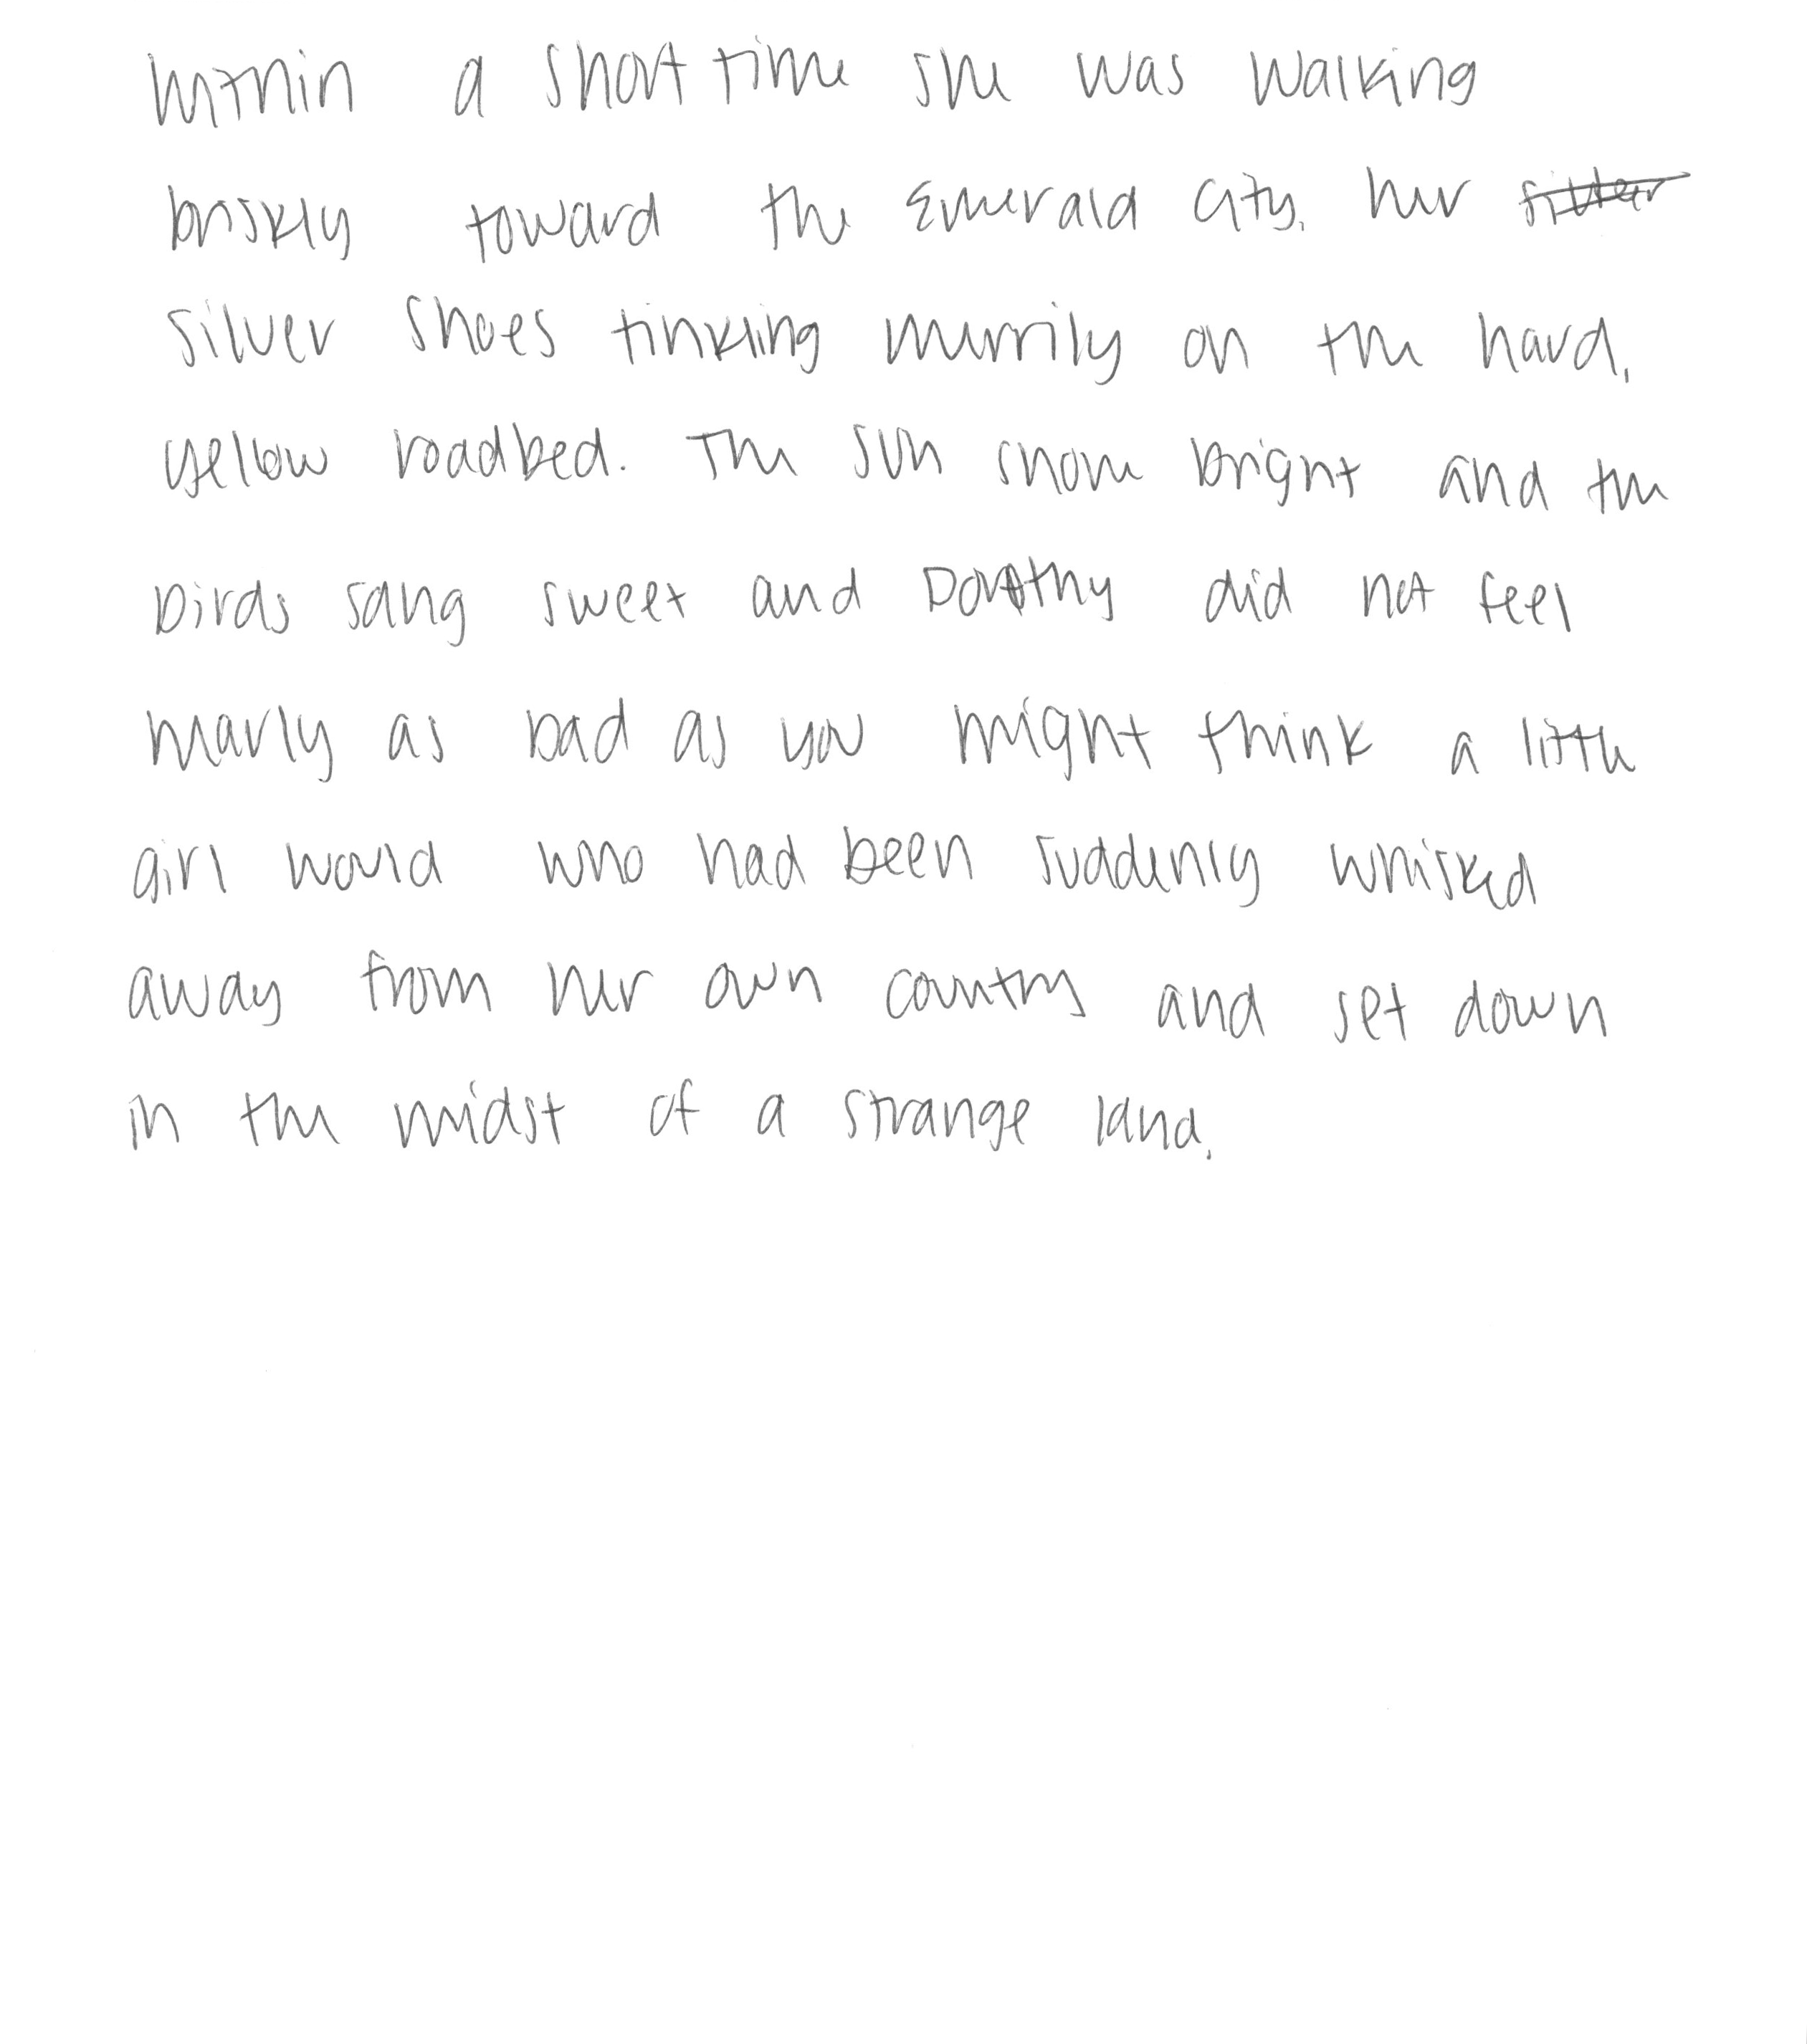 Within a short time she was walking
briskly toward the Emerald City, her
silver shoes tinkling merrily on the hard,
yellow roadbed. The sun shone bright and the
birds sang sweet and Dorothy did not feel
nearly as bad as you might think a little
girl would who had been suddenly whisked
away from her own country and set down
in the midst of a strange land.